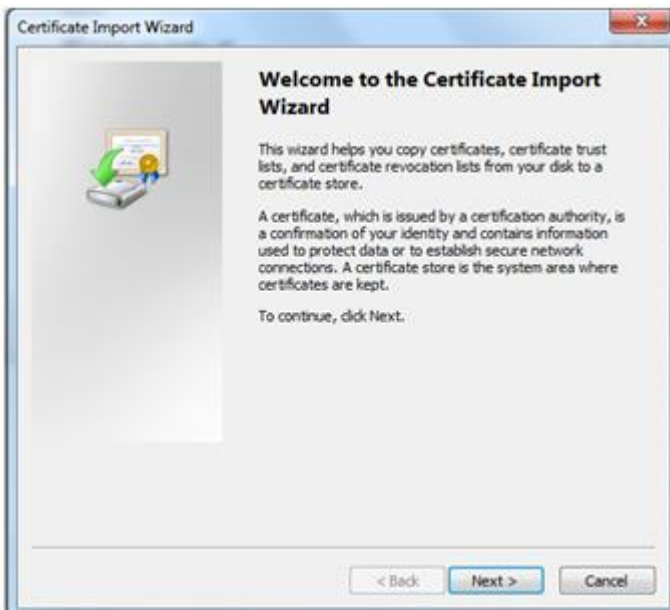 Certificate Import Wizard
Welcome to the Certificate Import
Wizard
This wizard helps you copy certificates, certificate trust
lists, and certificate revocation lists from your disk to a
certificate store.
A certificate, which is issued by a certification authority, is
a confirmation of your identity and contains information
used to protect data or to establish secure network
connections. A certificate store is the system area where
certificates are kept.
To continue, click Next.
< Back Next > Cancel